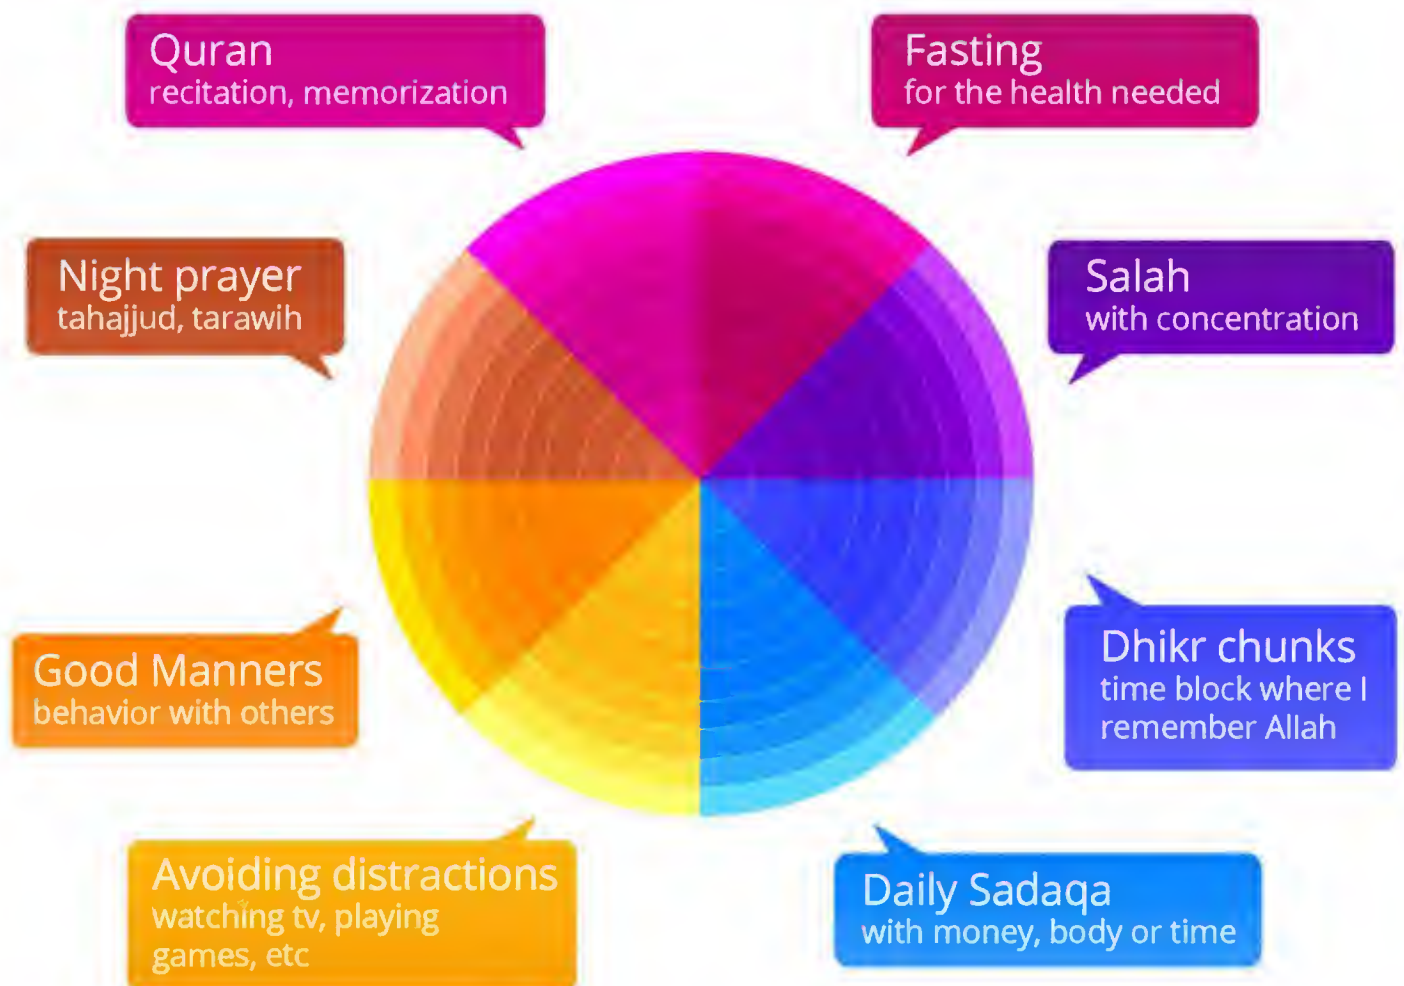 Quran
recitation, memorization
Fasting
for the health needed
Night prayer
tahajjud, tarawih
Salah
with concentration
Good Manners
behavior with others
Dhikr chunks
time block where I
remember Allah
Avoiding distractions
watching tv, playing
games, etc
Daily Sadaqa
with money, body or time